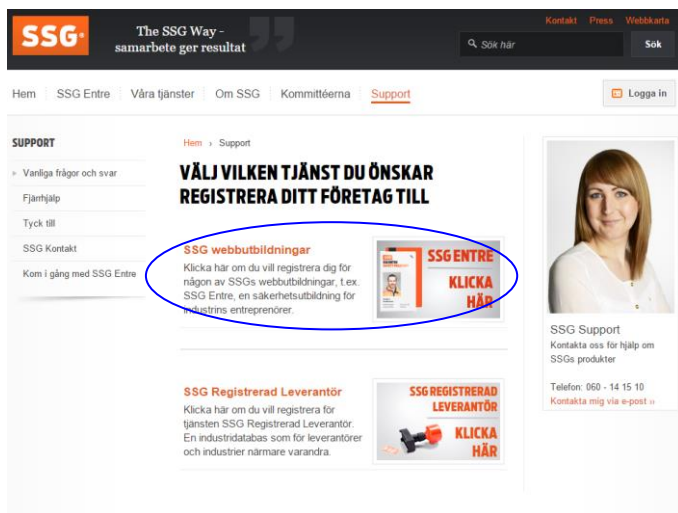 Kontakt Press Webbkarta
SSG
The SSG Way -
samarbete ger resultat
Sök här
Sök
Hem SSG Entre Våra tjänster Om SSG Kommittéerna Support
Logga in
SUPPORT
Vanliga frågor och svar
Fjärrhjälp
Tyck till
SSG Kontakt
Kom i gång med SSG Entre
Hem › Support
VÄLJ VILKEN TJÄNST DU ÖNSKAR
REGISTRERA DITT FÖRETAG TILL
SSG webbutbildningar
Klicka här om du vill registrera dig för
någon av SSGs webbutbildningar, t.ex.
SSG Entre, en säkerhetsutbildning för
industrins entreprenörer.
SSG ENTRE
KLICKA
HÄR
SSG Registrerad Leverantör
Klicka här om du vill registrera för
tjänsten SSG Registrerad Leverantör.
En industridatabas som för leverantörer
och industrier närmare varandra.
SSG REGISTRERAD
LEVERANTÖR
KLICKA
HÄR
SSG Support
Kontakta oss för hjälp om
SSGs produkter
Telefon: 060 - 14 15 10
Kontakta mig via e-post ››